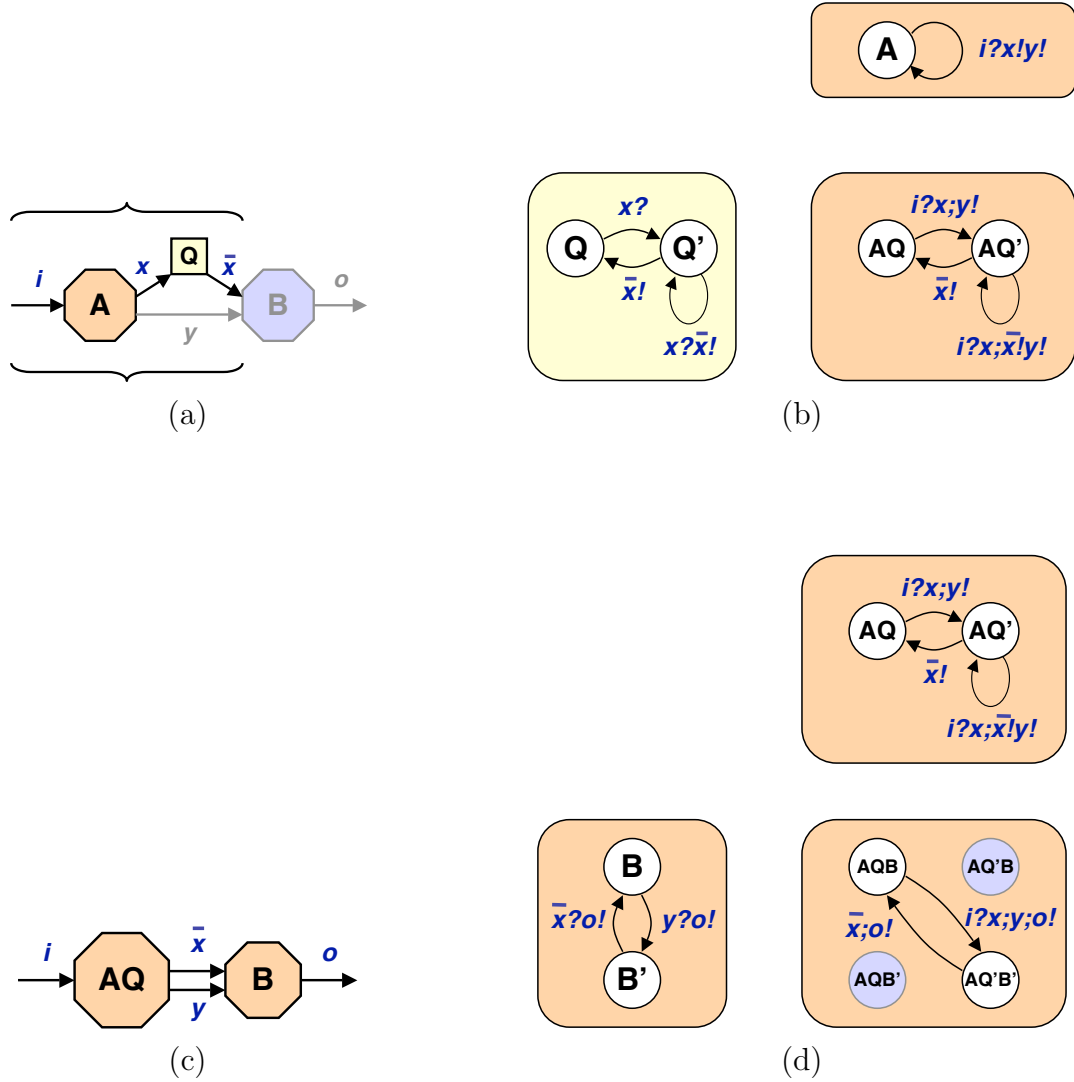 A
i?x!y!
x?
Q
Q'
x̄!
x?x̄!
i?x;y!
AQ
AQ'
x̄!
i?x;x̄!y!
i
A
x
Q
x̄
y
B
o
(a)
(b)
i?x;y!
AQ
AQ'
x̄!
i?x;x̄!y!
B
x̄?o!
y?o!
B'
AQB
AQ'B
x̄;o!
i?x;y;o!
AQB'
AQ'B'
i
AQ
x̄
y
B
o
(c)
(d)